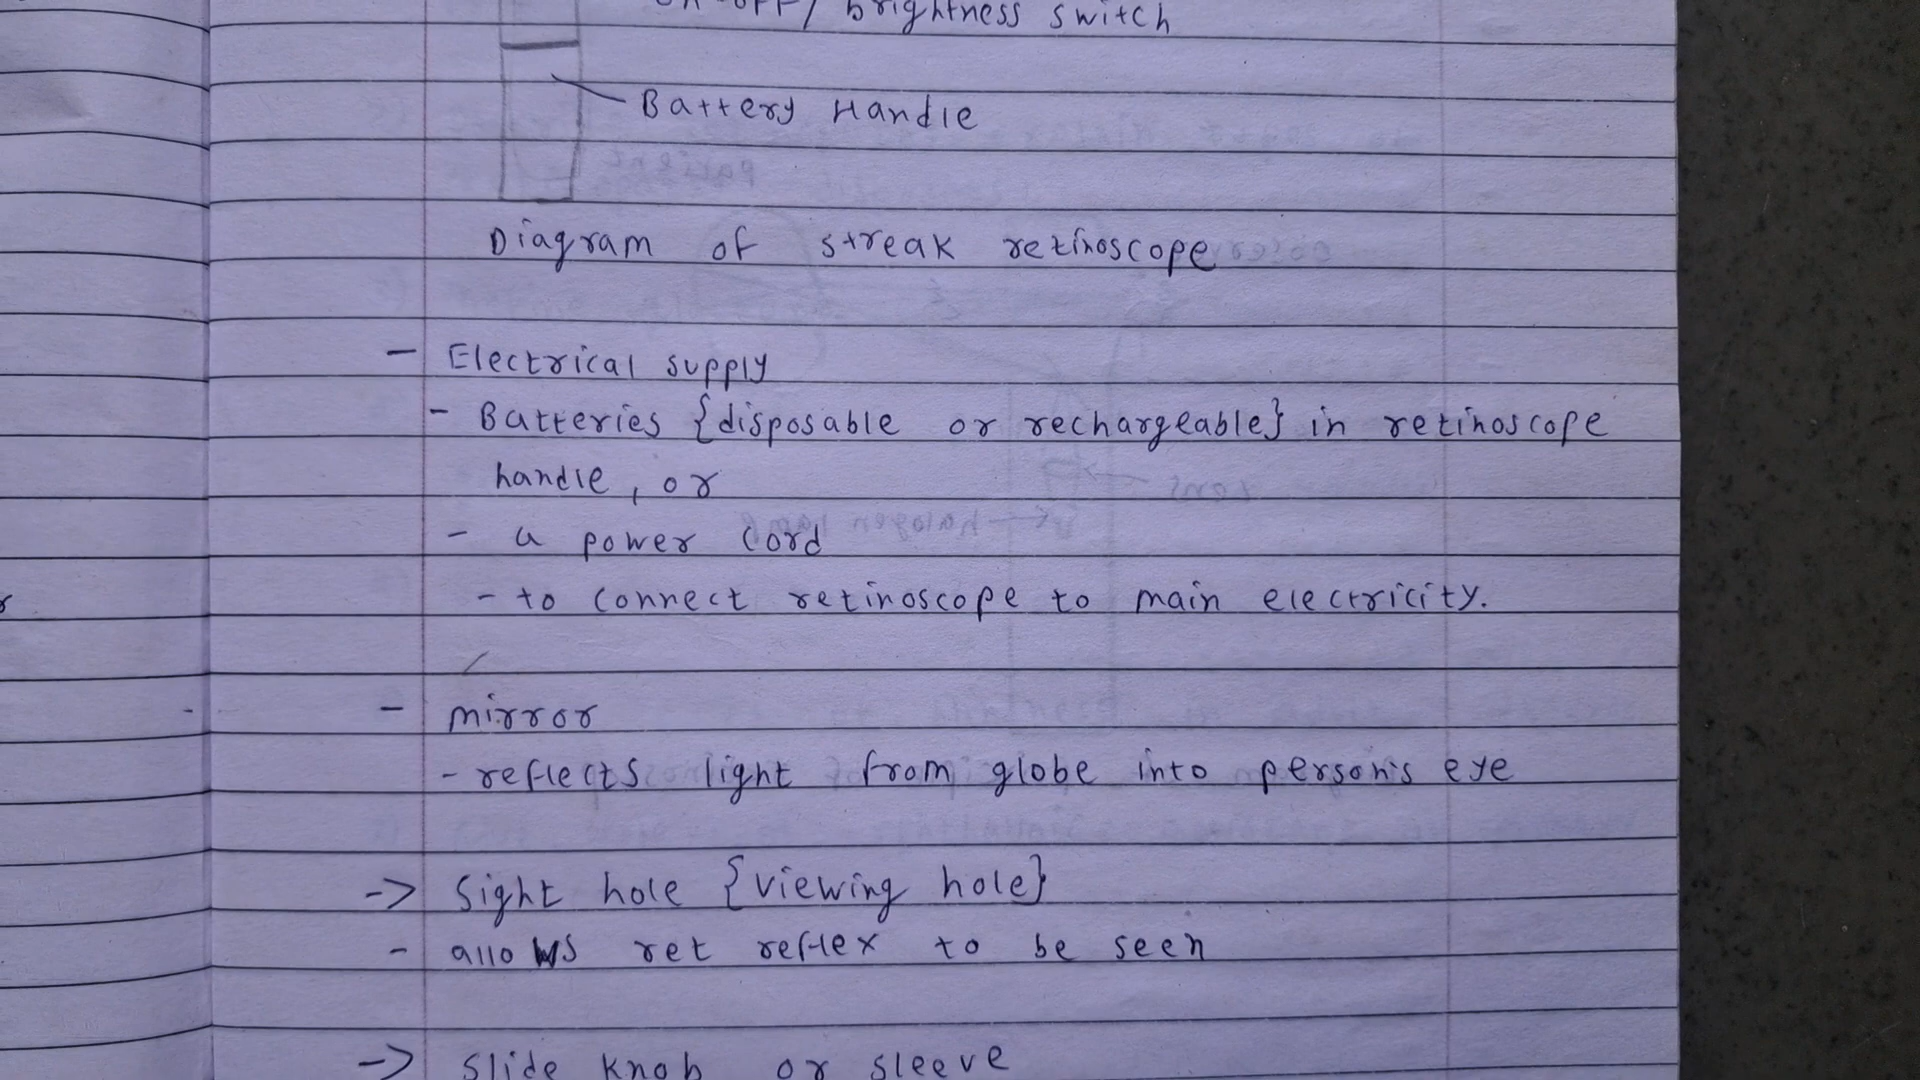 on-off/ brightness switch
Battery Handle
Diagram of streak retinoscope
- Electrical supply
- Batteries {disposable or rechargeable} in retinoscope
handle, or
- a power cord
- to connect retinoscope to main electricity.
- mirror
- reflects light from globe into person's eye
-> Sight hole {viewing hole}
- allows ret reflex to be seen
-> Slide knob or sleeve